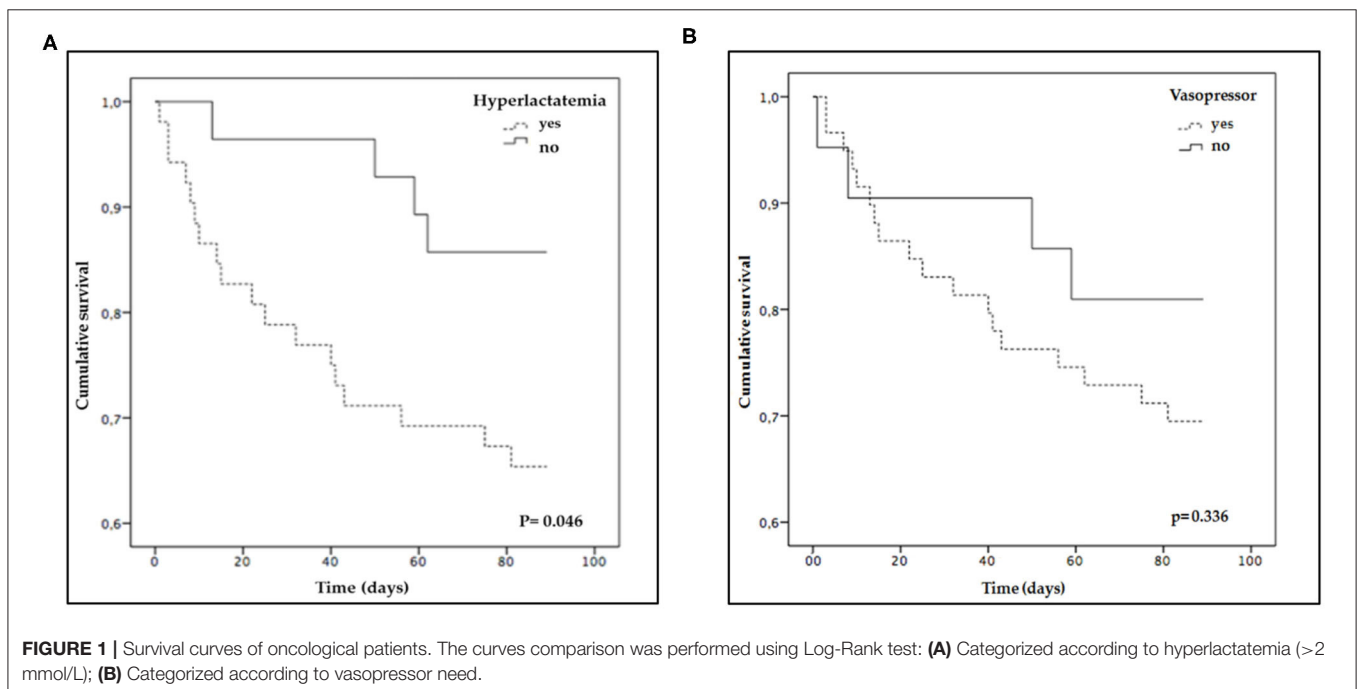 A
Hyperlactatemia
yes
no
1,0
0,9
0,8
0,7
0,6
Cumulative survival
P= 0.046
0
20
40
60
80
100
Time (days)
B
Vasopressor
yes
no
1,0
0,9
0,8
0,7
0,6
Cumulative survival
p=0.336
00
20
40
60
80
100
Time (days)
FIGURE 1 | Survival curves of oncological patients. The curves comparison was performed using Log-Rank test: (A) Categorized according to hyperlactatemia (>2
mmol/L); (B) Categorized according to vasopressor need.